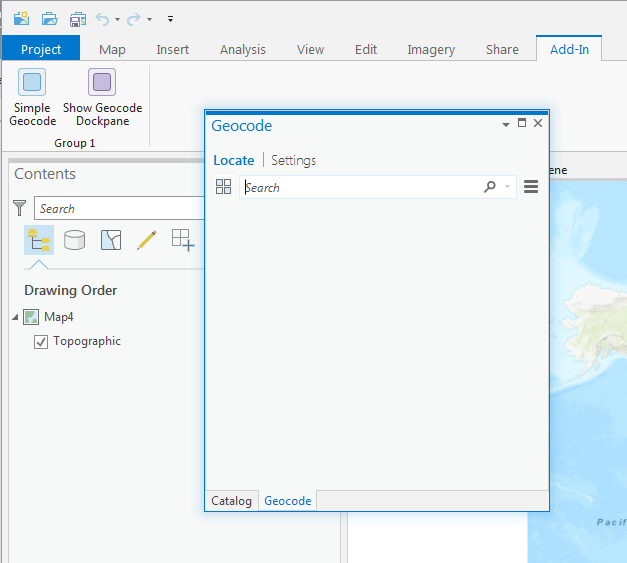 Project Map Insert Analysis View Edit Imagery Share Add-In
Simple Geocode
Show Geocode Dockpane
Group 1
Contents
Search
Drawing Order
Map4
Topographic
Geocode
Locate Settings
Search
Catalog Geocode
ene
Pacif